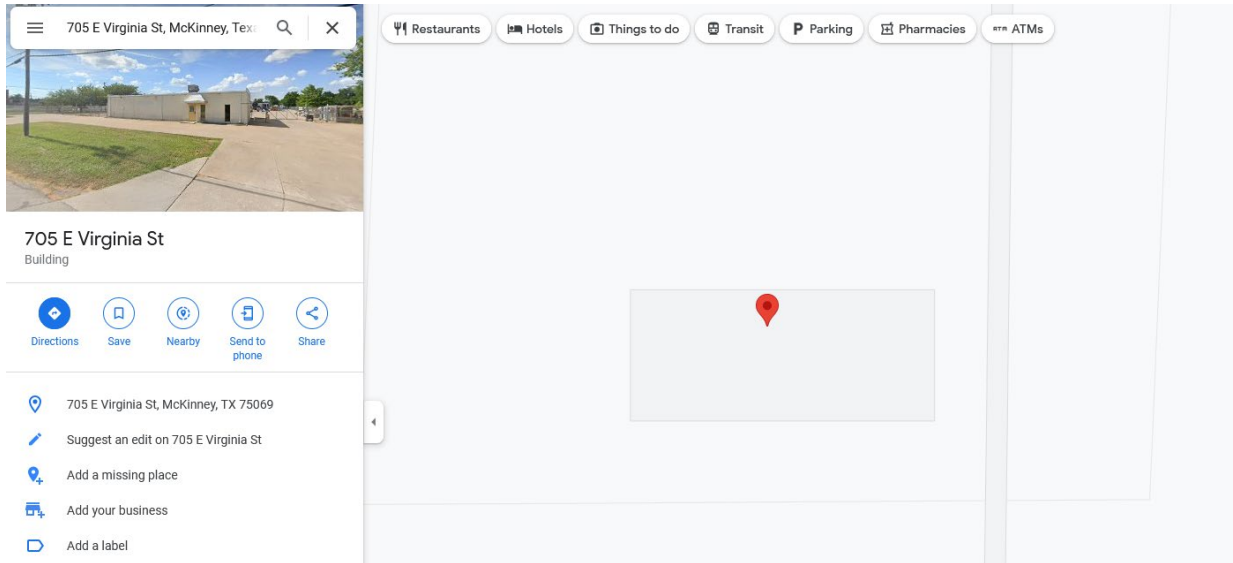 705 E Virginia St, McKinney, Texa
Restaurants
Hotels
Things to do
Transit
P Parking
Pharmacies
ATM ATMs
705 E Virginia St
Building
Directions
Save
Nearby
Send to
phone
Share
705 E Virginia St, McKinney, TX 75069
Suggest an edit on 705 E Virginia St
Add a missing place
Add your business
Add a label